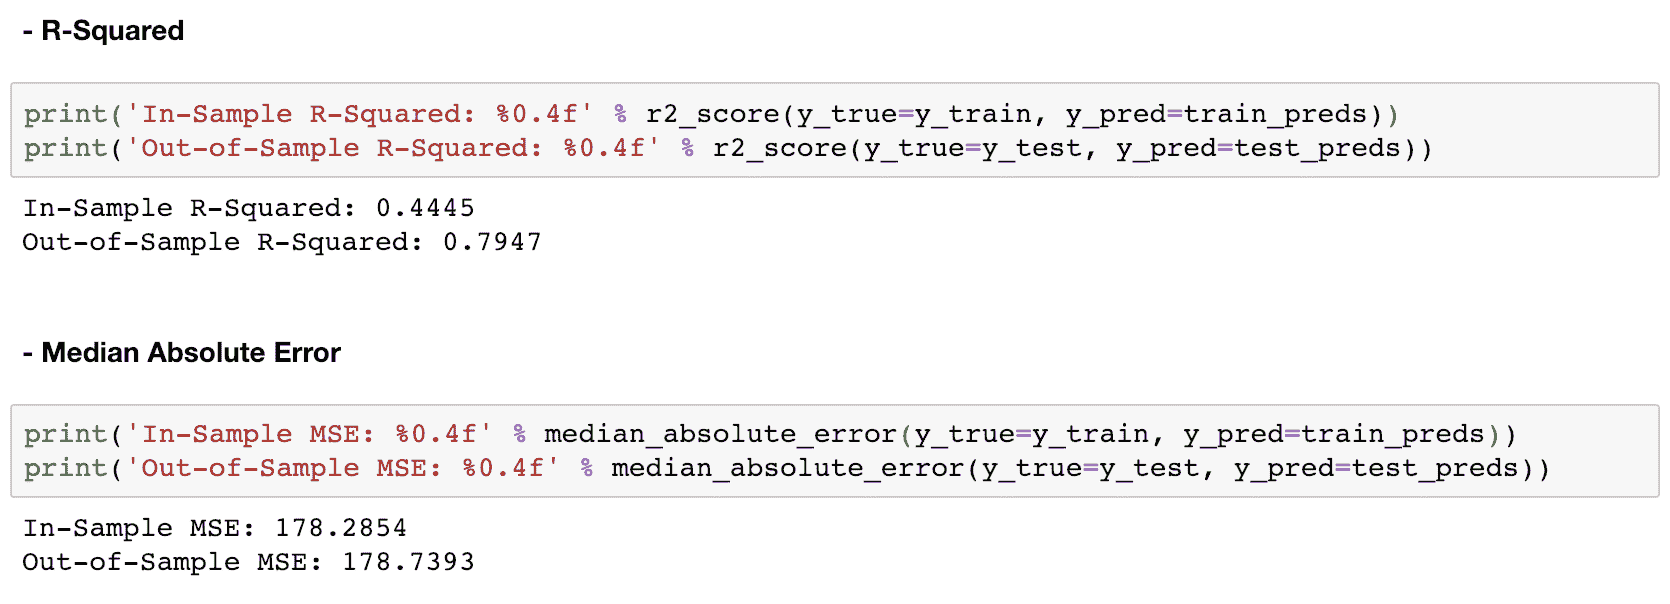 - R-Squared
print('In-Sample R-Squared: %0.4f' % r2_score(y_true=y_train, y_pred=train_preds))
print('Out-of-Sample R-Squared: %0.4f' % r2_score(y_true=y_test, y_pred=test_preds))
In-Sample R-Squared: 0.4445
Out-of-Sample R-Squared: 0.7947
- Median Absolute Error
print('In-Sample MSE: %0.4f' % median_absolute_error(y_true=y_train, y_pred=train_preds))
print('Out-of-Sample MSE: %0.4f' % median_absolute_error(y_true=y_test, y_pred=test_preds))
In-Sample MSE: 178.2854
Out-of-Sample MSE: 178.7393